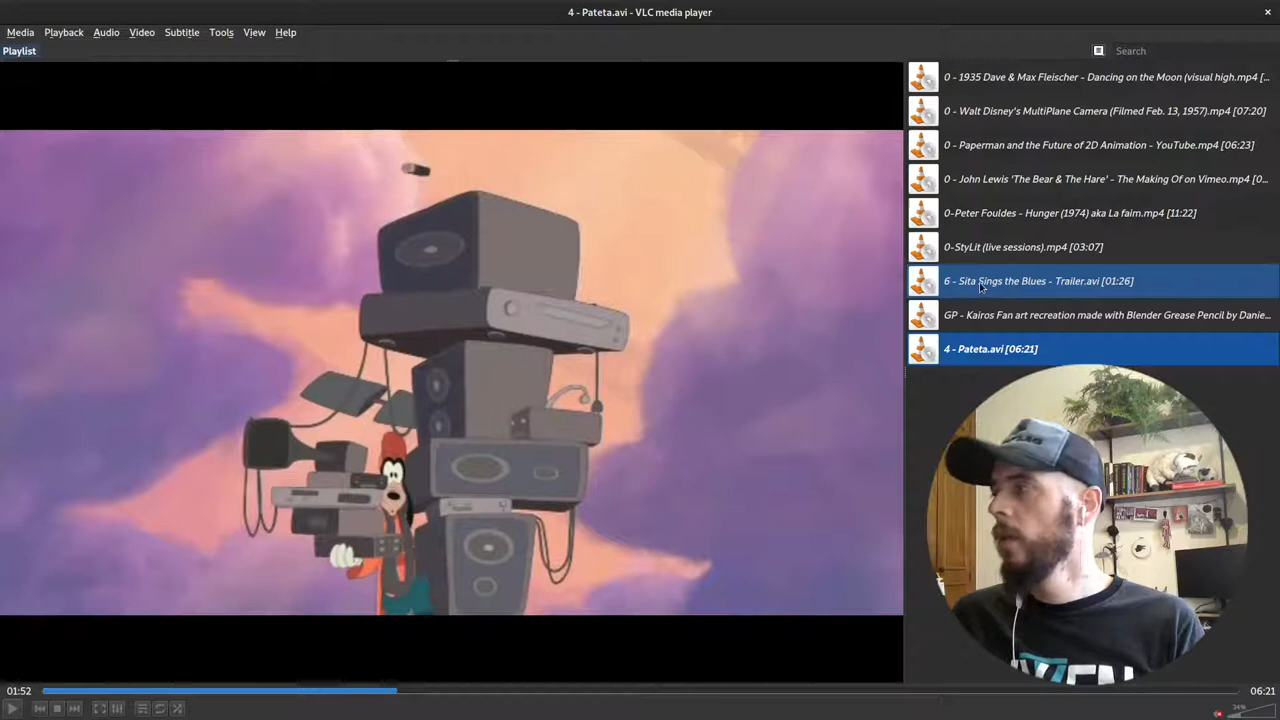 4 - Pateta.avi - VLC media player
Media Playback Audio Video Subtitle Tools View Help
Playlist
Search
0 - 1935 Dave & Max Fleischer - Dancing on the Moon (visual high.mp4 [...
0 - Walt Disney's MultiPlane Camera (Filmed Feb. 13, 1957).mp4 [07:20]
0 - Paperman and the Future of 2D Animation - YouTube.mp4 [06:23]
0 - John Lewis 'The Bear & The Hare' - The Making Of on Vimeo.mp4 [0...
0-Peter Fouldes - Hunger (1974) aka La faim.mp4 [11:22]
0-StyLit (live sessions).mp4 [03:07]
6 - Sita Sings the Blues - Trailer.avi [01:26]
GP - Kairos Fan art recreation made with Blender Grease Pencil by Danie...
4 - Pateta.avi [06:21]
01:52
06:21
34%